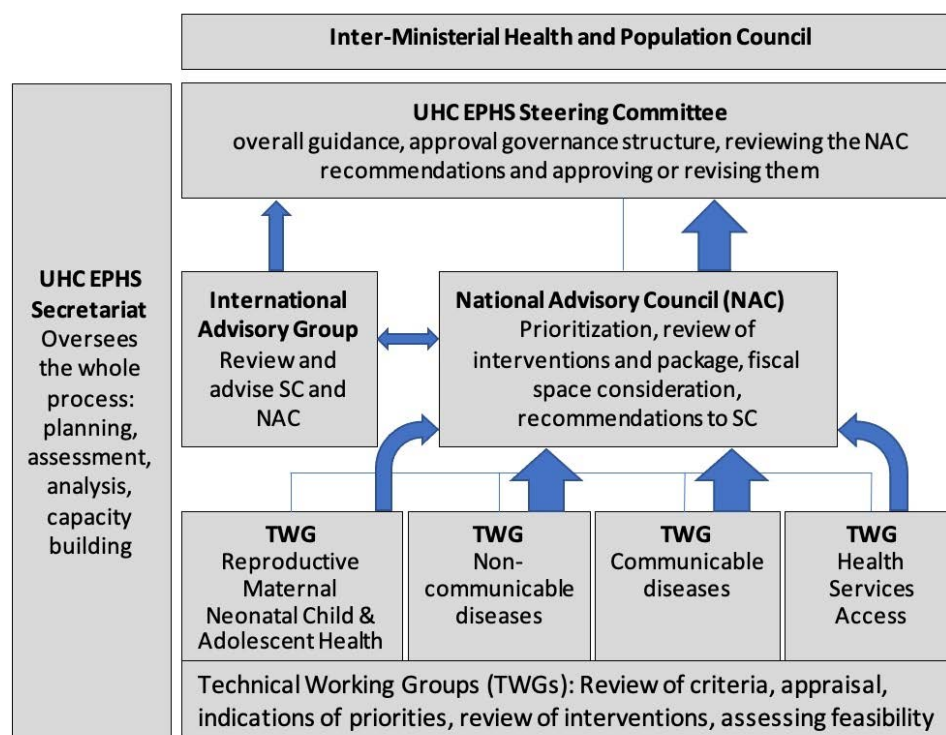 Inter-Ministerial Health and Population Council
UHC EPHS Steering Committee
overall guidance, approval governance structure, reviewing the NAC
recommendations and approving or revising them
UHC EPHS
Secretariat
Oversees
the whole
process:
planning,
assessment,
analysis,
capacity
building
International
Advisory Group
Review and
advise SC and
NAC
National Advisory Council (NAC)
Prioritization, review of
interventions and package, fiscal
space consideration,
recommendations to SC
TWG
Reproductive
Maternal
Neonatal Child &
Adolescent Health
TWG
Non-
communicable
diseases
TWG
Communicable
diseases
TWG
Health
Services
Access
Technical Working Groups (TWGs): Review of criteria, appraisal,
indications of priorities, review of interventions, assessing feasibility